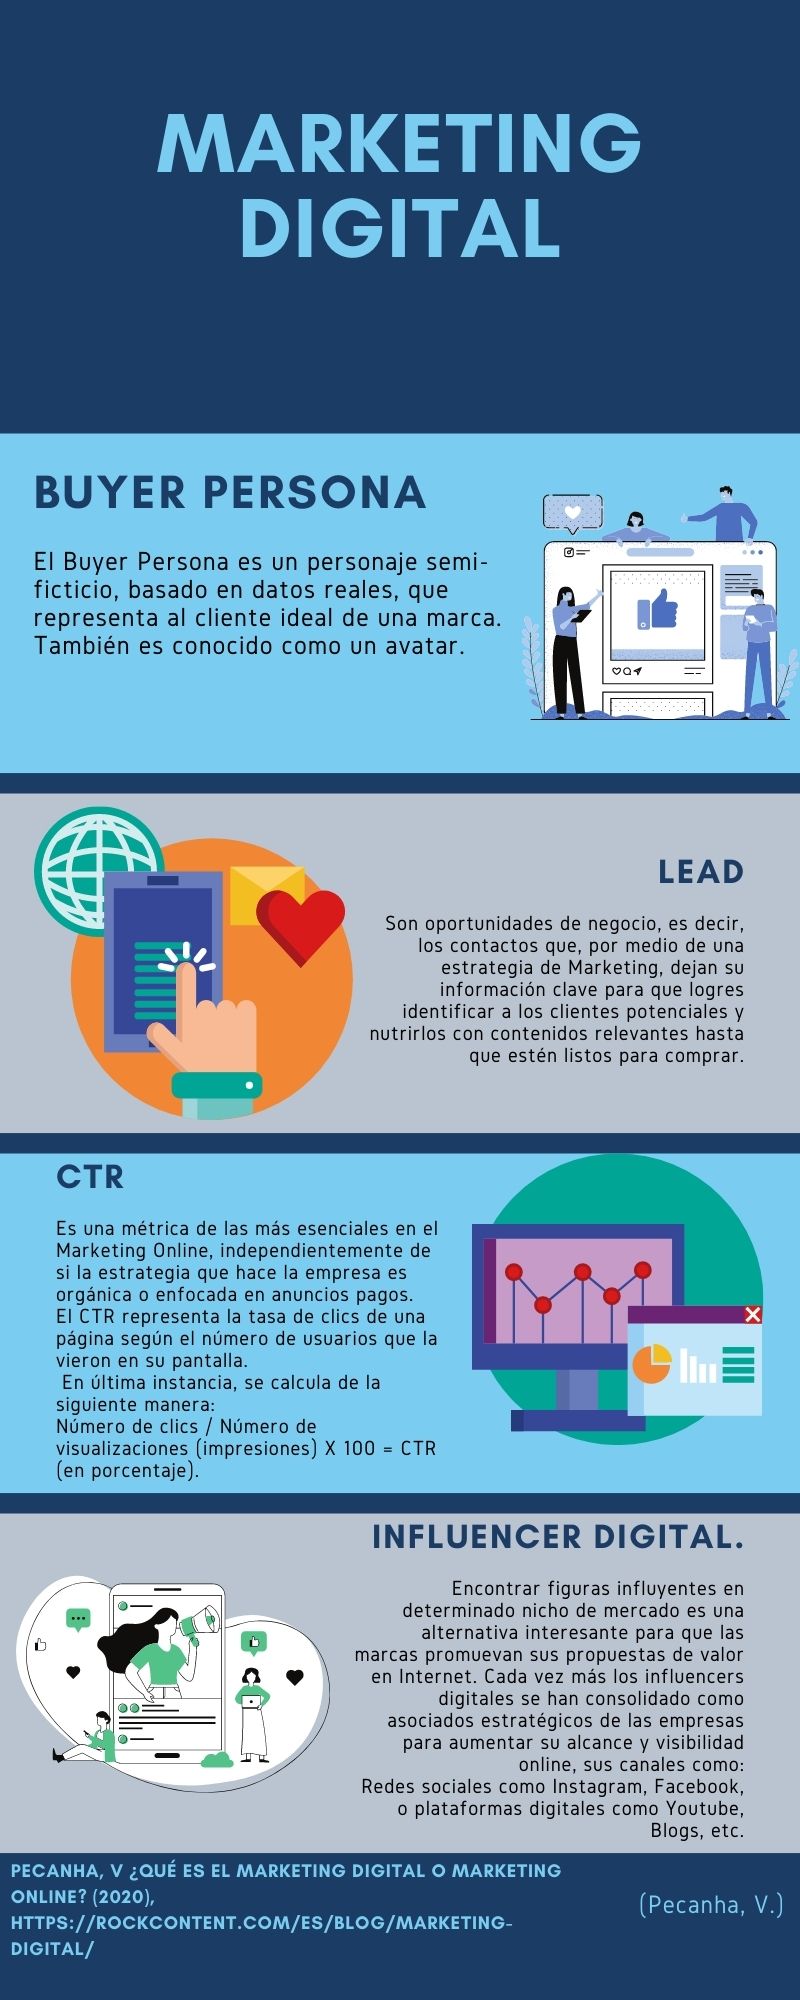 MARKETING
DIGITAL
BUYER PERSONA
El Buyer Persona es un personaje semi-
ficticio, basado en datos reales, que
representa al cliente ideal de una marca.
También es conocido como un avatar.
LEAD
Son oportunidades de negocio, es decir,
los contactos que, por medio de una
estrategia de Marketing, dejan su
información clave para que logres
identificar a los clientes potenciales y
nutrirlos con contenidos relevantes hasta
que estén listos para comprar.
CTR
Es una métrica de las más esenciales en el
Marketing Online, independientemente de
si la estrategia que hace la empresa es
orgánica o enfocada en anuncios pagos.
El CTR representa la tasa de clics de una
página según el número de usuarios que la
vieron en su pantalla.
En última instancia, se calcula de la
siguiente manera:
Número de clics / Número de
visualizaciones (impresiones) X 100 = CTR
(en porcentaje).
INFLUENCER DIGITAL.
Encontrar figuras influyentes en
determinado nicho de mercado es una
alternativa interesante para que las
marcas promuevan sus propuestas de valor
en Internet. Cada vez más los influencers
digitales se han consolidado como
asociados estratégicos de las empresas
para aumentar su alcance y visibilidad
online, sus canales como:
Redes sociales como Instagram, Facebook,
o plataformas digitales como Youtube,
Blogs, etc.
PECANHA, V ¿QUÉ ES EL MARKETING DIGITAL O MARKETING
ONLINE? (2020),
HTTPS://ROCKCONTENT.COM/ES/BLOG/MARKETING-
DIGITAL/
(Pecanha, V.)